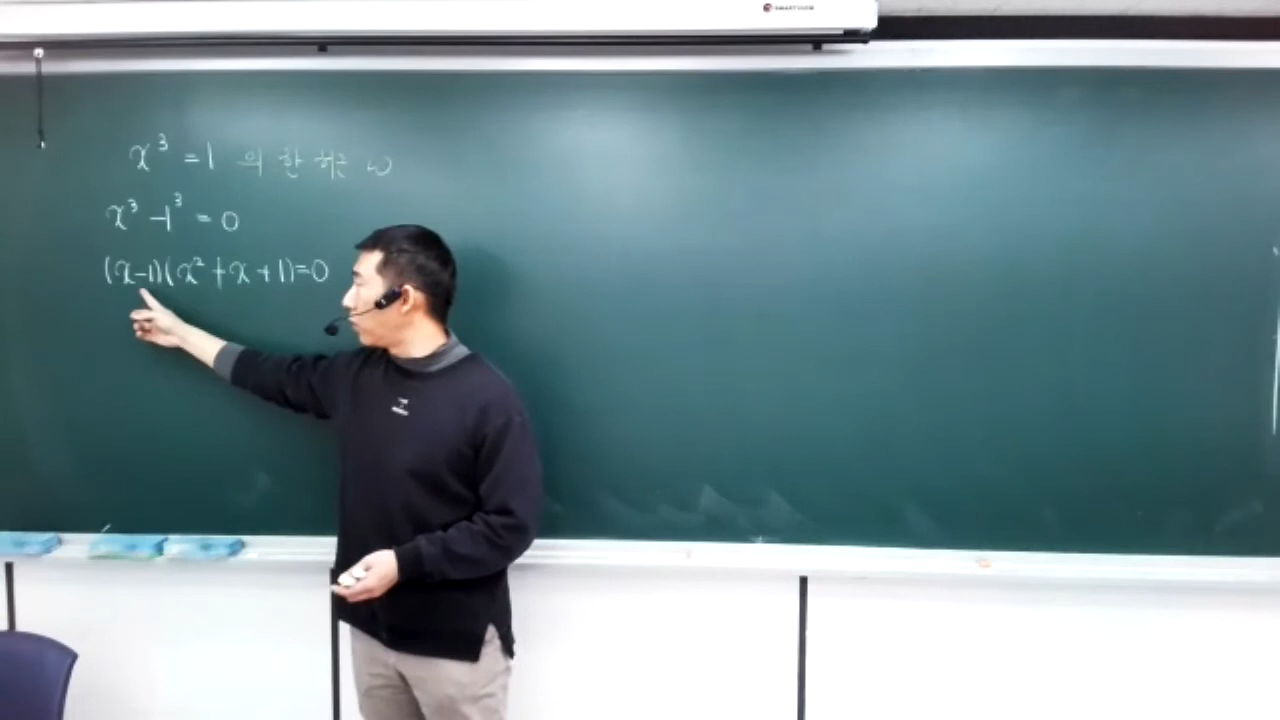 x³ = 1 의 한 허근 ω
x³ - 1³ = 0
(x-1)(x² + x + 1) = 0